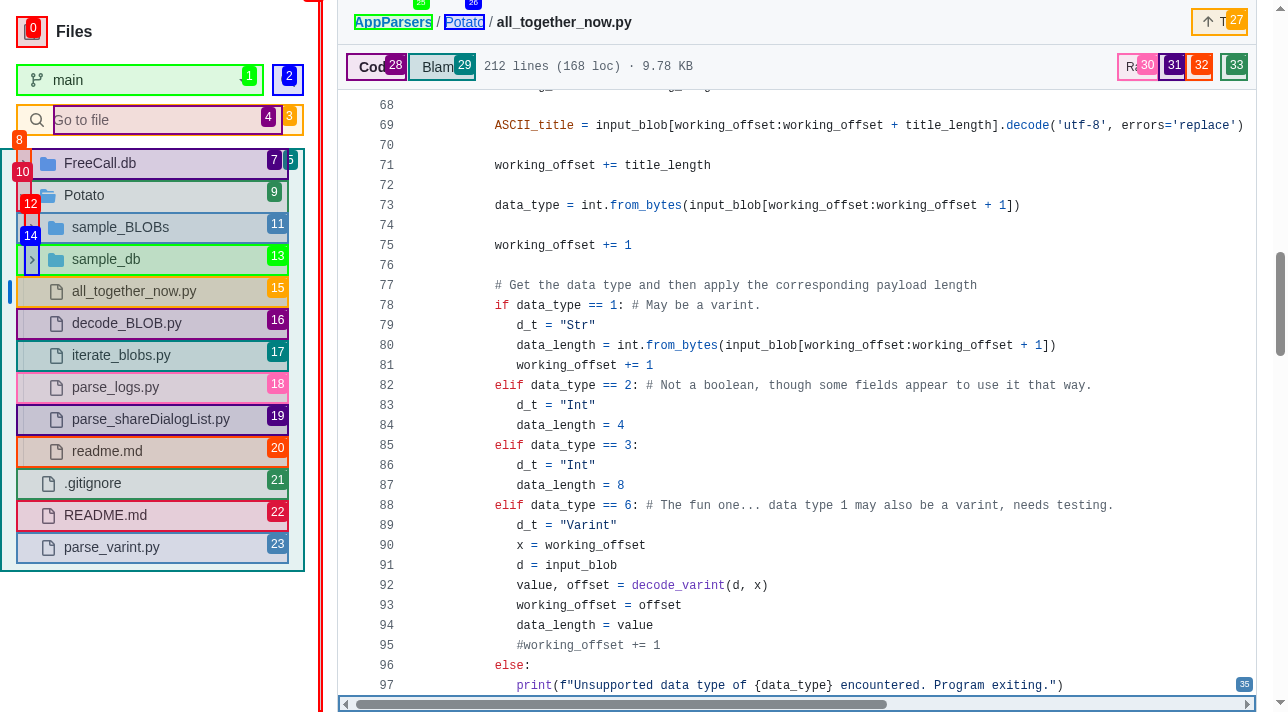 Files
0
main
1
2
Go to file
4
3
8
FreeCall.db
7
5
10
Potato
9
12
sample_BLOBs
11
14
sample_db
13
all_together_now.py
15
decode_BLOB.py
16
iterate_blobs.py
17
parse_logs.py
18
parse_shareDialogList.py
19
readme.md
20
.gitignore
21
README.md
22
parse_varint.py
23
25
26
AppParsers / Potato / all_together_now.py
27
28
29
212 lines (168 loc) · 9.78 KB
30
31
32
33
68
69 ASCII_title = input_blob[working_offset:working_offset + title_length].decode('utf-8', errors='replace')
70
71 working_offset += title_length
72
73 data_type = int.from_bytes(input_blob[working_offset:working_offset + 1])
74
75 working_offset += 1
76
77 # Get the data type and then apply the corresponding payload length
78 if data_type == 1: # May be a varint.
79 d_t = "Str"
80 data_length = int.from_bytes(input_blob[working_offset:working_offset + 1])
81 working_offset += 1
82 elif data_type == 2: # Not a boolean, though some fields appear to use it that way.
83 d_t = "Int"
84 data_length = 4
85 elif data_type == 3:
86 d_t = "Int"
87 data_length = 8
88 elif data_type == 6: # The fun one... data type 1 may also be a varint, needs testing.
89 d_t = "Varint"
90 x = working_offset
91 d = input_blob
92 value, offset = decode_varint(d, x)
93 working_offset = offset
94 data_length = value
95 #working_offset += 1
96 else:
97 print(f"Unsupported data type of {data_type} encountered. Program exiting.")
35